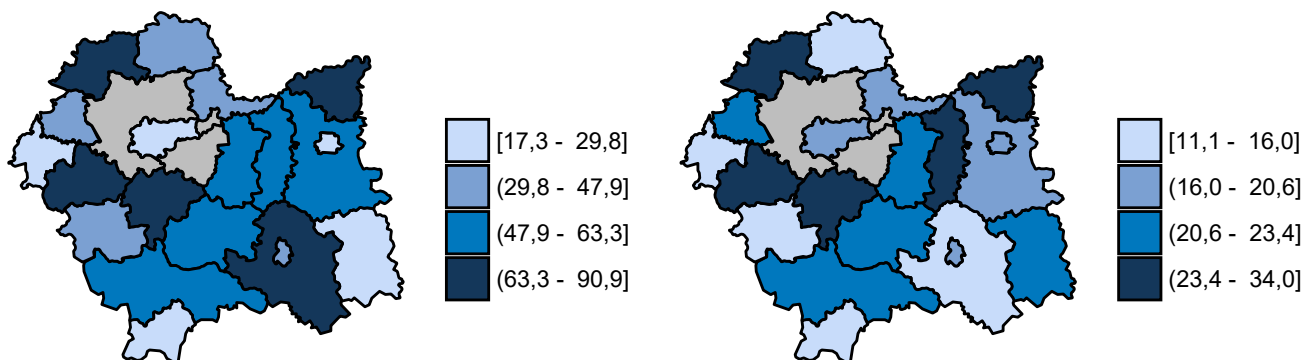 [17,3 - 29,8]
(29,8 - 47,9]
(47,9 - 63,3]
(63,3 - 90,9]
[11,1 - 16,0]
(16,0 - 20,6]
(20,6 - 23,4]
(23,4 - 34,0]